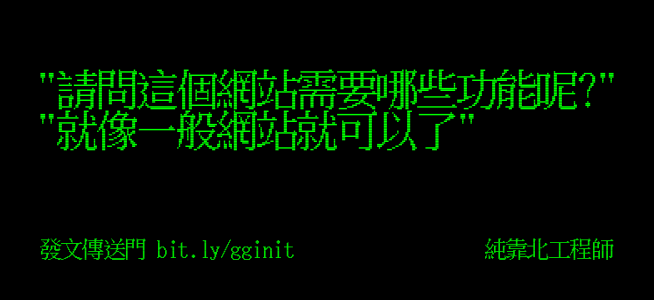 "請問這個網站需要哪些功能呢?"
"就像一般網站就可以了"
發文傳送門 bit.ly/gginit
純靠北工程師